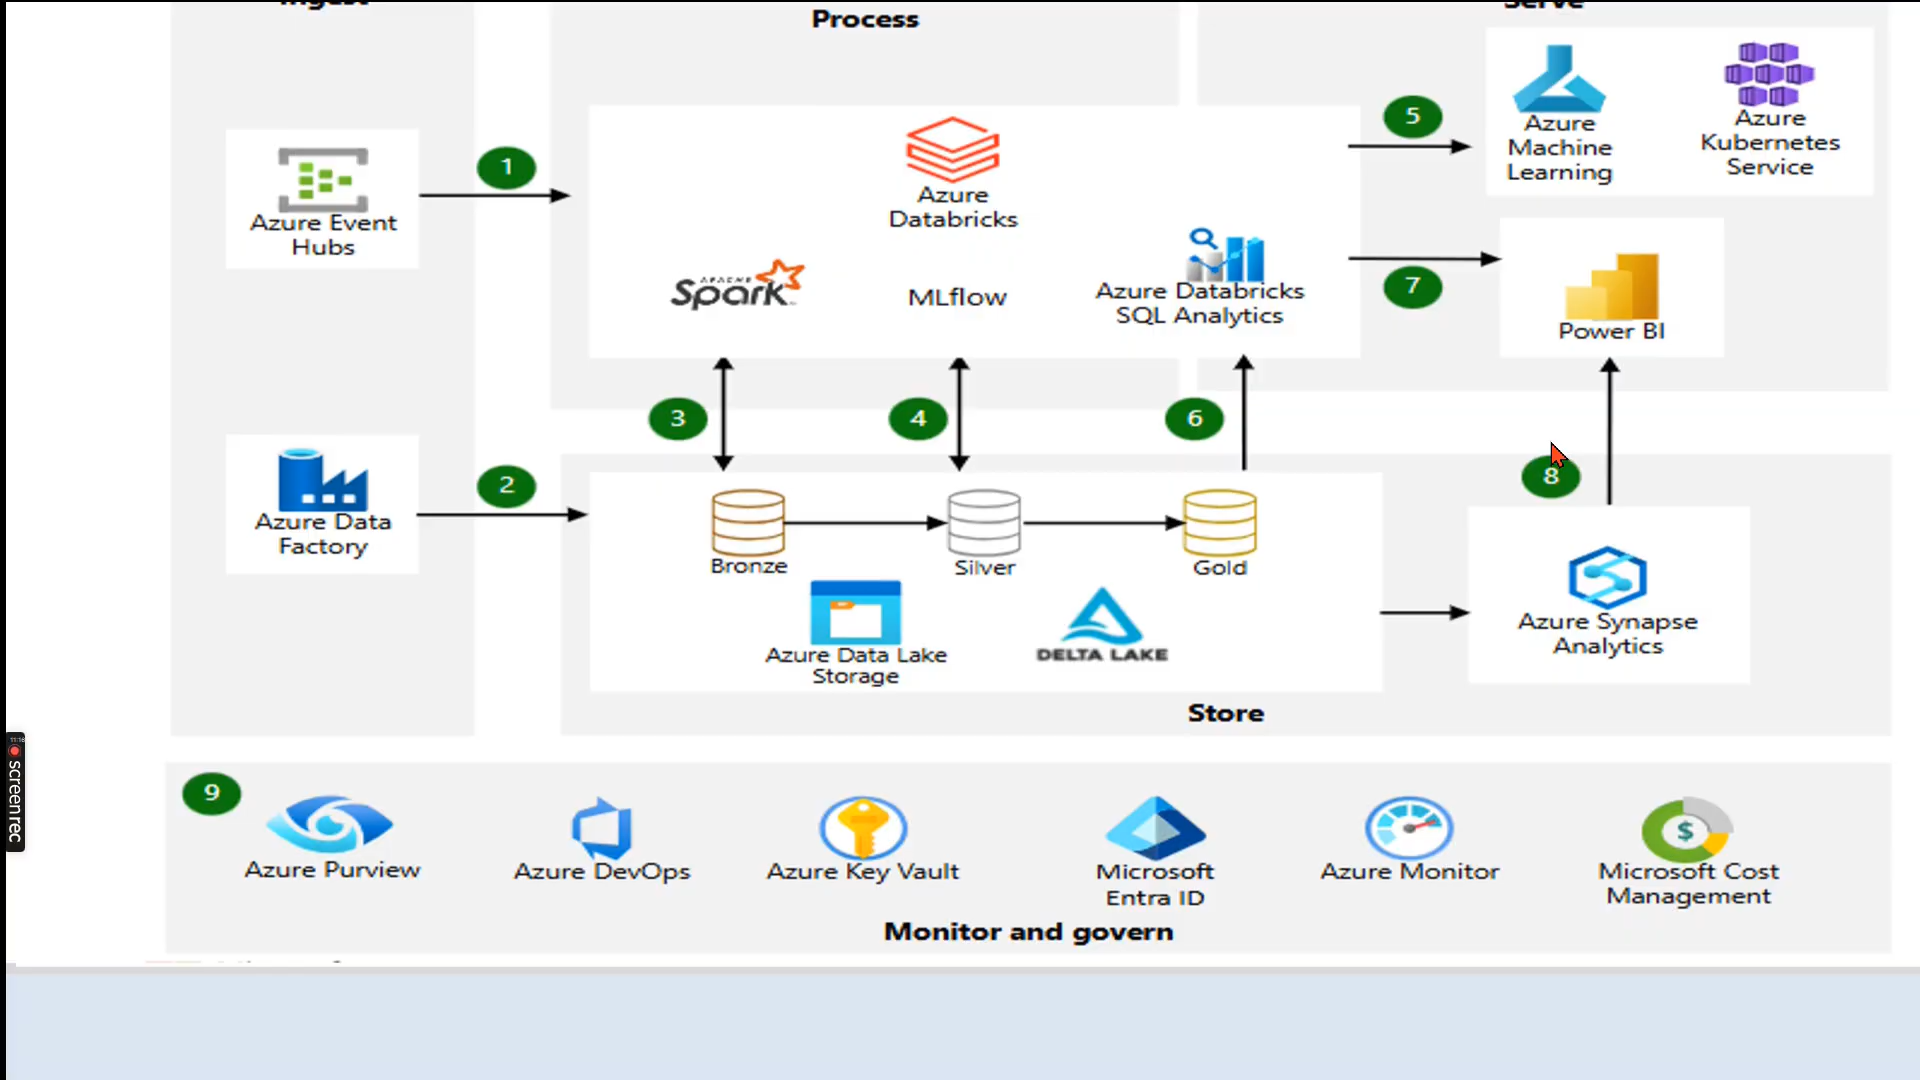 Ingest
Process
Serve
1
Azure Event
Hubs
Azure
Databricks
APACHE
Spark
MLflow
Azure Databricks
SQL Analytics
5
Azure
Machine
Learning
Azure
Kubernetes
Service
7
Power BI
3
4
6
8
2
Azure Data
Factory
Bronze
Silver
Gold
Azure Data Lake
Storage
DELTA LAKE
Azure Synapse
Analytics
Store
9
Azure Purview
Azure DevOps
Azure Key Vault
Microsoft
Entra ID
Azure Monitor
Microsoft Cost
Management
Monitor and govern
screenrec